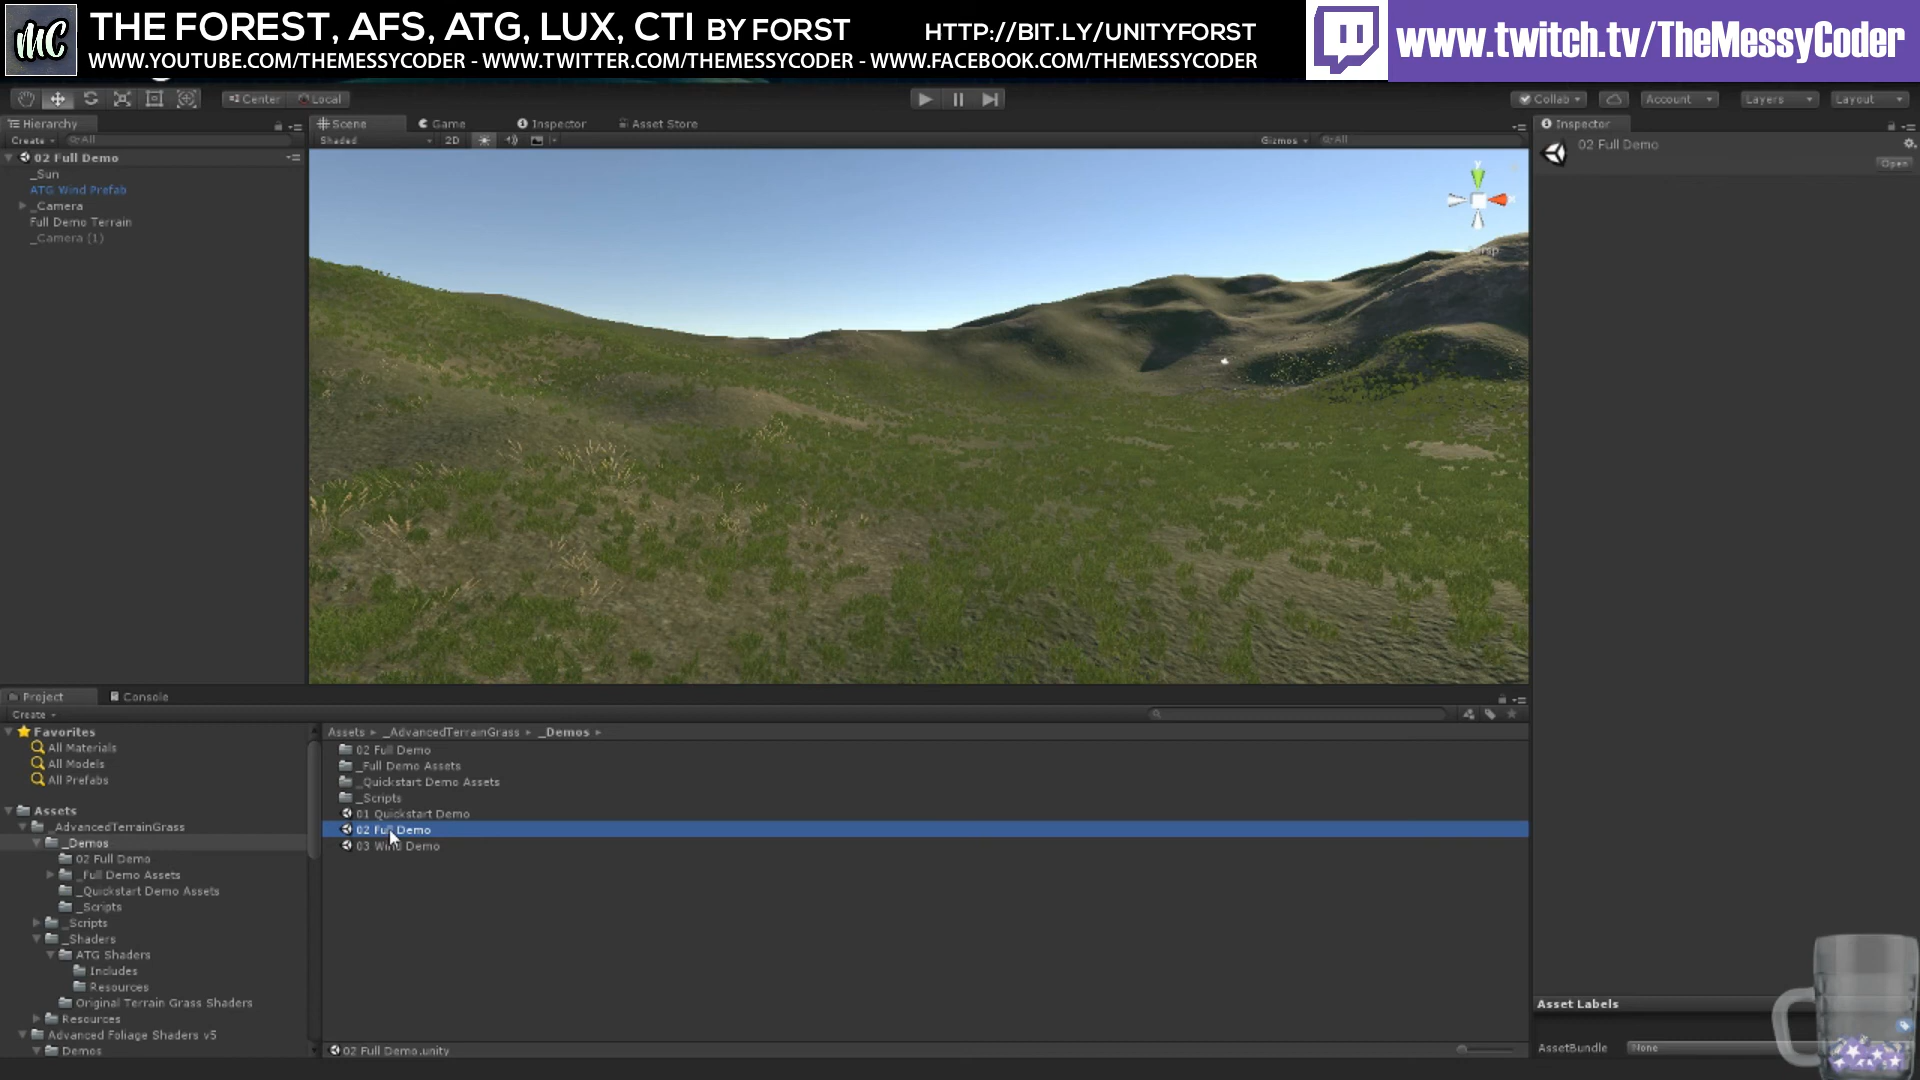 MC
THE FOREST, AFS, ATG, LUX, CTI BY FORST
HTTP://BIT.LY/UNITYFORST
WWW.YOUTUBE.COM/THEMESSYCODER - WWW.TWITTER.COM/THEMESSYCODER - WWW.FACEBOOK.COM/THEMESSYCODER
www.twitch.tv/TheMessyCoder
Center
Local
Collab
Account
Layers
Layout
Hierarchy
Create
All
02 Full Demo
_Sun
ATG Wind Prefab
_Camera
Full Demo Terrain
_Camera (1)
Scene
Game
Inspector
Asset Store
Shaded
2D
Gizmos
All
y
Persp
Inspector
02 Full Demo
Open
Project
Console
Create
Favorites
All Materials
All Models
All Prefabs
Assets
_AdvancedTerrainGrass
_Demos
02 Full Demo
_Full Demo Assets
_Quickstart Demo Assets
_Scripts
_Scripts
_Shaders
ATG Shaders
Includes
Resources
Original Terrain Grass Shaders
Resources
Advanced Foliage Shaders v5
Demos
Assets
_AdvancedTerrainGrass
_Demos
02 Full Demo
_Full Demo Assets
_Quickstart Demo Assets
_Scripts
01 Quickstart Demo
02 Full Demo
03 Wind Demo
02 Full Demo.unity
Asset Labels
AssetBundle
None